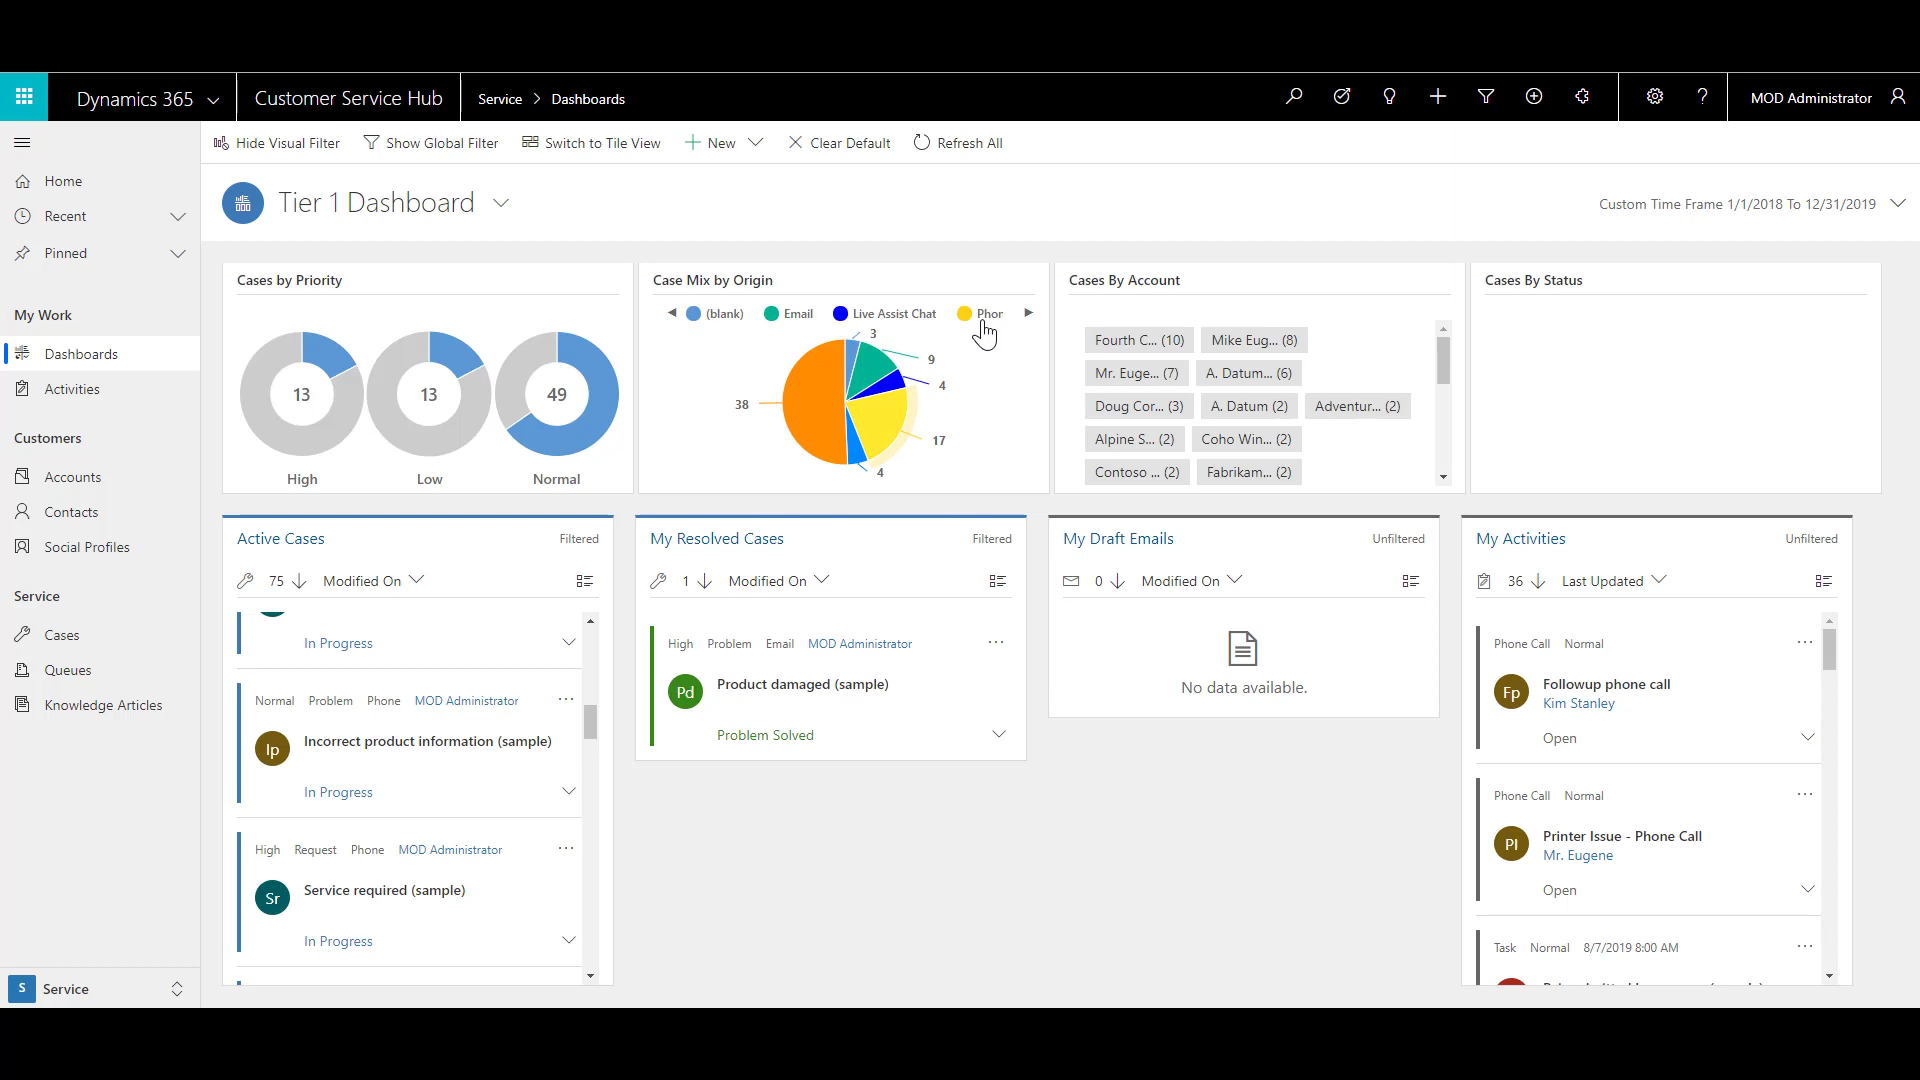 Dynamics 365
Customer Service Hub
Service > Dashboards
MOD Administrator
Hide Visual Filter
Show Global Filter
Switch to Tile View
New
Clear Default
Refresh All
Home
Recent
Pinned
My Work
Dashboards
Activities
Customers
Accounts
Contacts
Social Profiles
Service
Cases
Queues
Knowledge Articles
S Service
Tier 1 Dashboard
Custom Time Frame 1/1/2018 To 12/31/2019
Cases by Priority
13 13 49
High Low Normal
Case Mix by Origin
(blank) Email Live Assist Chat Phon
3
9
4
38
17
4
Cases By Account
Fourth C... (10) Mike Eug... (8)
Mr. Euge... (7) A. Datum... (6)
Doug Cor... (3) A. Datum (2) Adventur... (2)
Alpine S... (2) Coho Win... (2)
Contoso ... (2) Fabrikam... (2)
Cases By Status
Active Cases Filtered
75 Modified On
In Progress
Normal Problem Phone MOD Administrator ...
Ip Incorrect product information (sample)
In Progress
High Request Phone MOD Administrator ...
Sr Service required (sample)
In Progress
My Resolved Cases Filtered
1 Modified On
High Problem Email MOD Administrator ...
Pd Product damaged (sample)
Problem Solved
My Draft Emails Unfiltered
0 Modified On
No data available.
My Activities Unfiltered
36 Last Updated
Phone Call Normal ...
Fp Followup phone call
Kim Stanley
Open
Phone Call Normal ...
PI Printer Issue - Phone Call
Mr. Eugene
Open
Task Normal 8/7/2019 8:00 AM ...